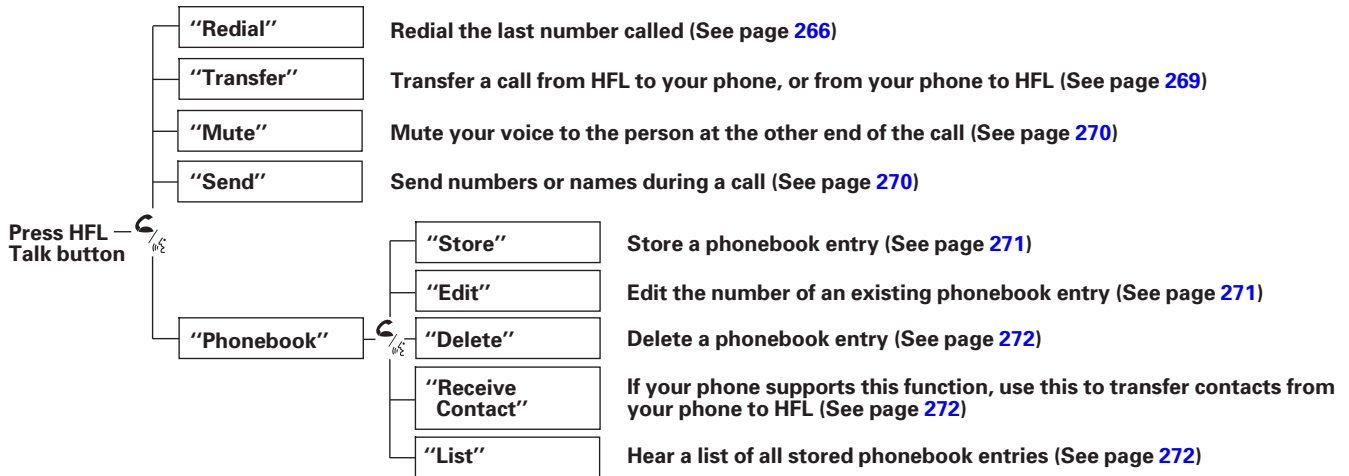 "Redial" Redial the last number called (See page 266)
"Transfer" Transfer a call from HFL to your phone, or from your phone to HFL (See page 269)
"Mute" Mute your voice to the person at the other end of the call (See page 270)
"Send" Send numbers or names during a call (See page 270)
Press HFL
Talk button
"Phonebook"
"Store" Store a phonebook entry (See page 271)
"Edit" Edit the number of an existing phonebook entry (See page 271)
"Delete" Delete a phonebook entry (See page 272)
"Receive
Contact"
If your phone supports this function, use this to transfer contacts from
your phone to HFL (See page 272)
"List" Hear a list of all stored phonebook entries (See page 272)